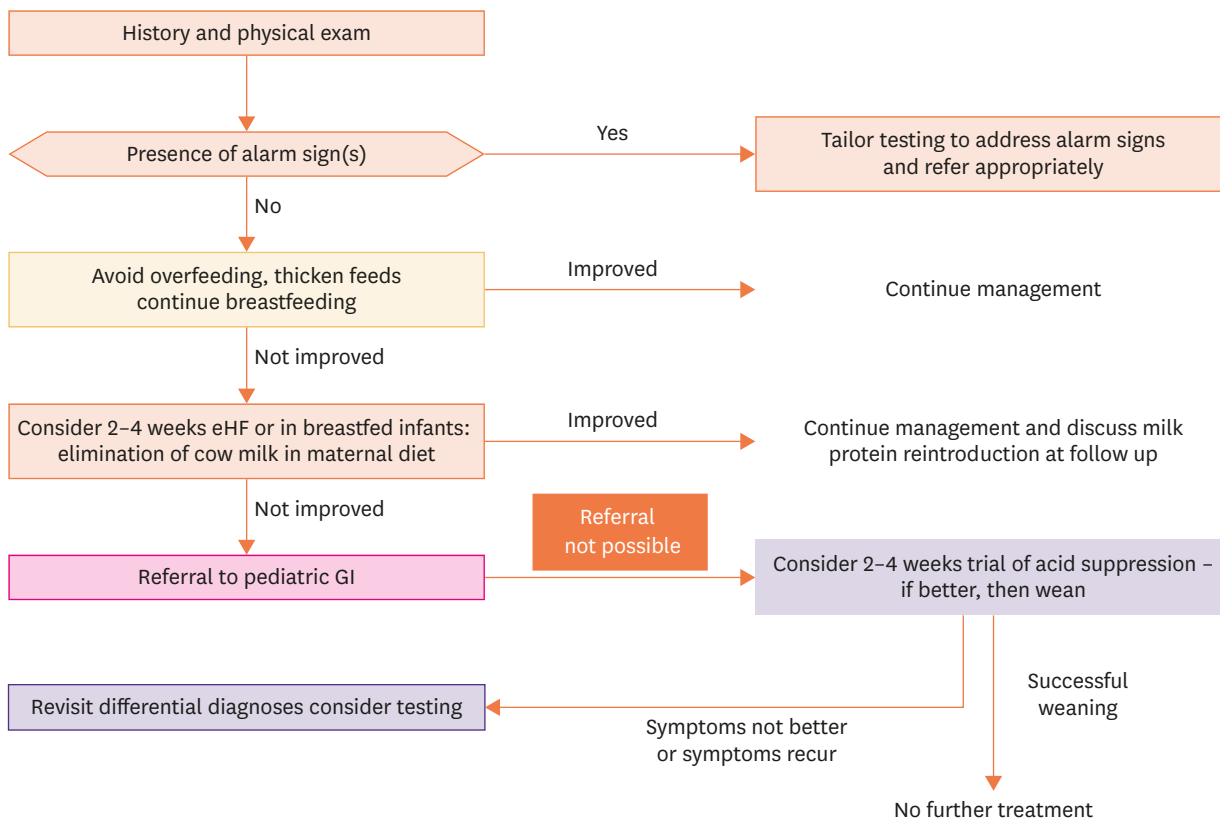 History and physical exam
Presence of alarm sign(s)
Yes
Tailor testing to address alarm signs
and refer appropriately
No
Avoid overfeeding, thicken feeds
continue breastfeeding
Improved
Continue management
Not improved
Consider 2–4 weeks eHF or in breastfed infants:
elimination of cow milk in maternal diet
Improved
Continue management and discuss milk
protein reintroduction at follow up
Not improved
Referral to pediatric GI
Referral
not possible
Consider 2–4 weeks trial of acid suppression –
if better, then wean
Revisit differential diagnoses consider testing
Symptoms not better
or symptoms recur
Successful
weaning
No further treatment